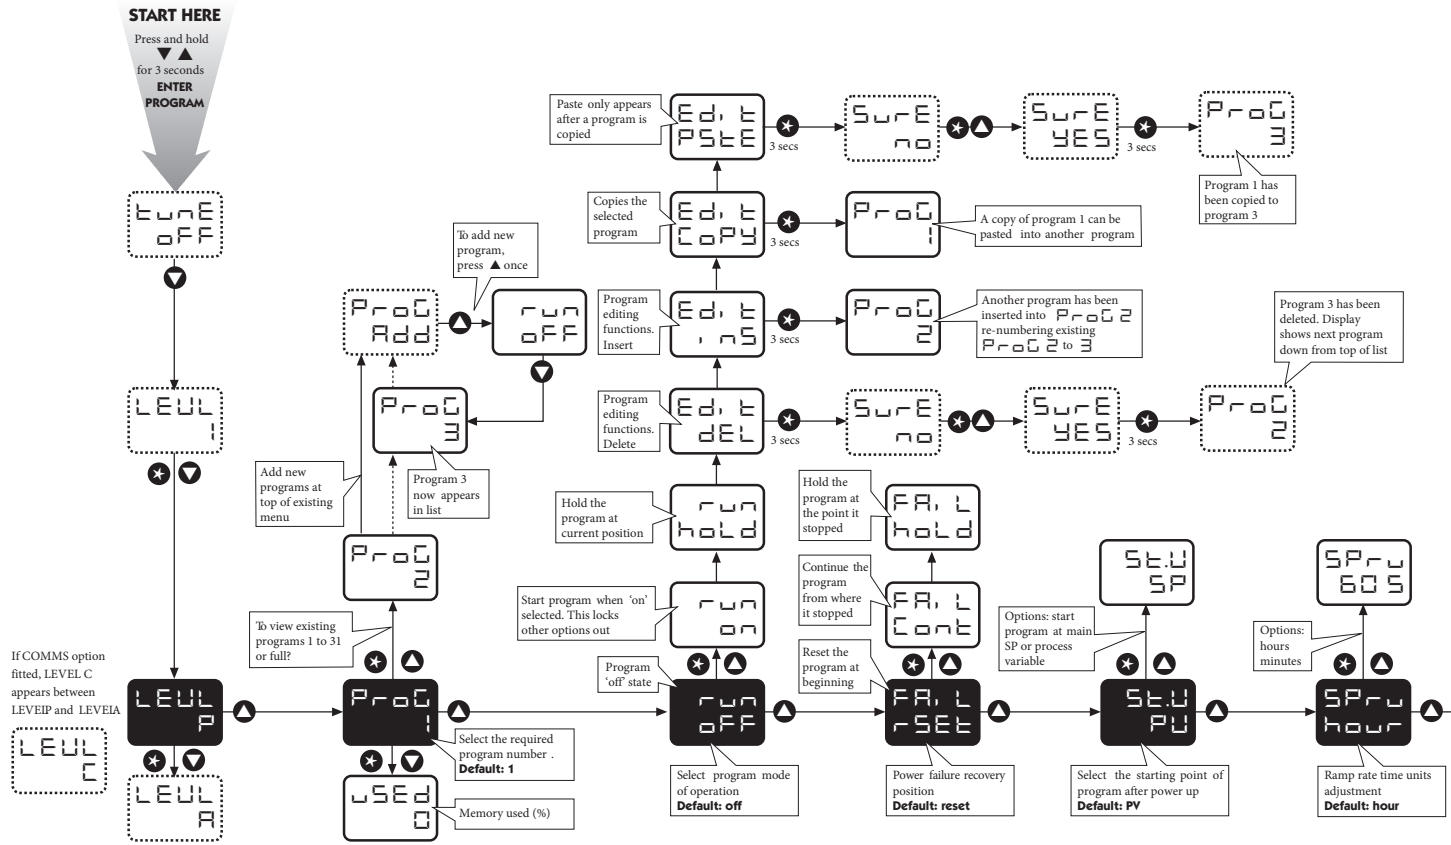 START HERE
Press and hold
▼ ▲
for 3 seconds
ENTER
PROGRAM
tunE
oFF
LEVL
1
If COMMS option
fitted, LEVEL C
appears between
LEVEIP and LEVEIA
LEVL
C
LEVL
P
LEVL
A
Add new
programs at
top of existing
menu
ProG
Add
To add new
program,
press ▲ once
run
oFF
ProG
3
Program 3
now appears
in list
ProG
2
To view existing
programs 1 to 31
or full?
ProG
1
Select the required
program number .
Default: 1
uSEd
0
Memory used (%)
Paste only appears
after a program is
copied
Edit
PStE
3 secs
SurE
no
SurE
YES
3 secs
ProG
3
Program 1 has
been copied to
program 3
Copies the
selected
program
Edit
CoPY
3 secs
ProG
1
A copy of program 1 can be
pasted into another program
Program
editing
functions.
Insert
Edit
inS
3 secs
ProG
2
Another program has been
inserted into ProG 2
re-numbering existing
ProG 2 to 3
Program 3 has been
deleted. Display
shows next program
down from top of list
Program
editing
functions.
Delete
Edit
dEL
3 secs
SurE
no
SurE
YES
3 secs
ProG
2
Hold the
program at
current position
run
hoLd
Start program when ‘on’
selected. This locks
other options out
run
on
Program
‘off’ state
run
oFF
Select program mode
of operation
Default: off
Hold the
program at
the point it
stopped
FAiL
hoLd
Continue the
program
from where
it stopped
FAiL
Cont
Reset the
program at
beginning
FAiL
rSEt
Power failure recovery
position
Default: reset
St.V
SP
Options: start
program at main
SP or process
variable
St.V
PV
Select the starting point of
program after power up
Default: PV
SPru
60 S
Options:
hours
minutes
SPru
hour
Ramp rate time units
adjustment
Default: hour